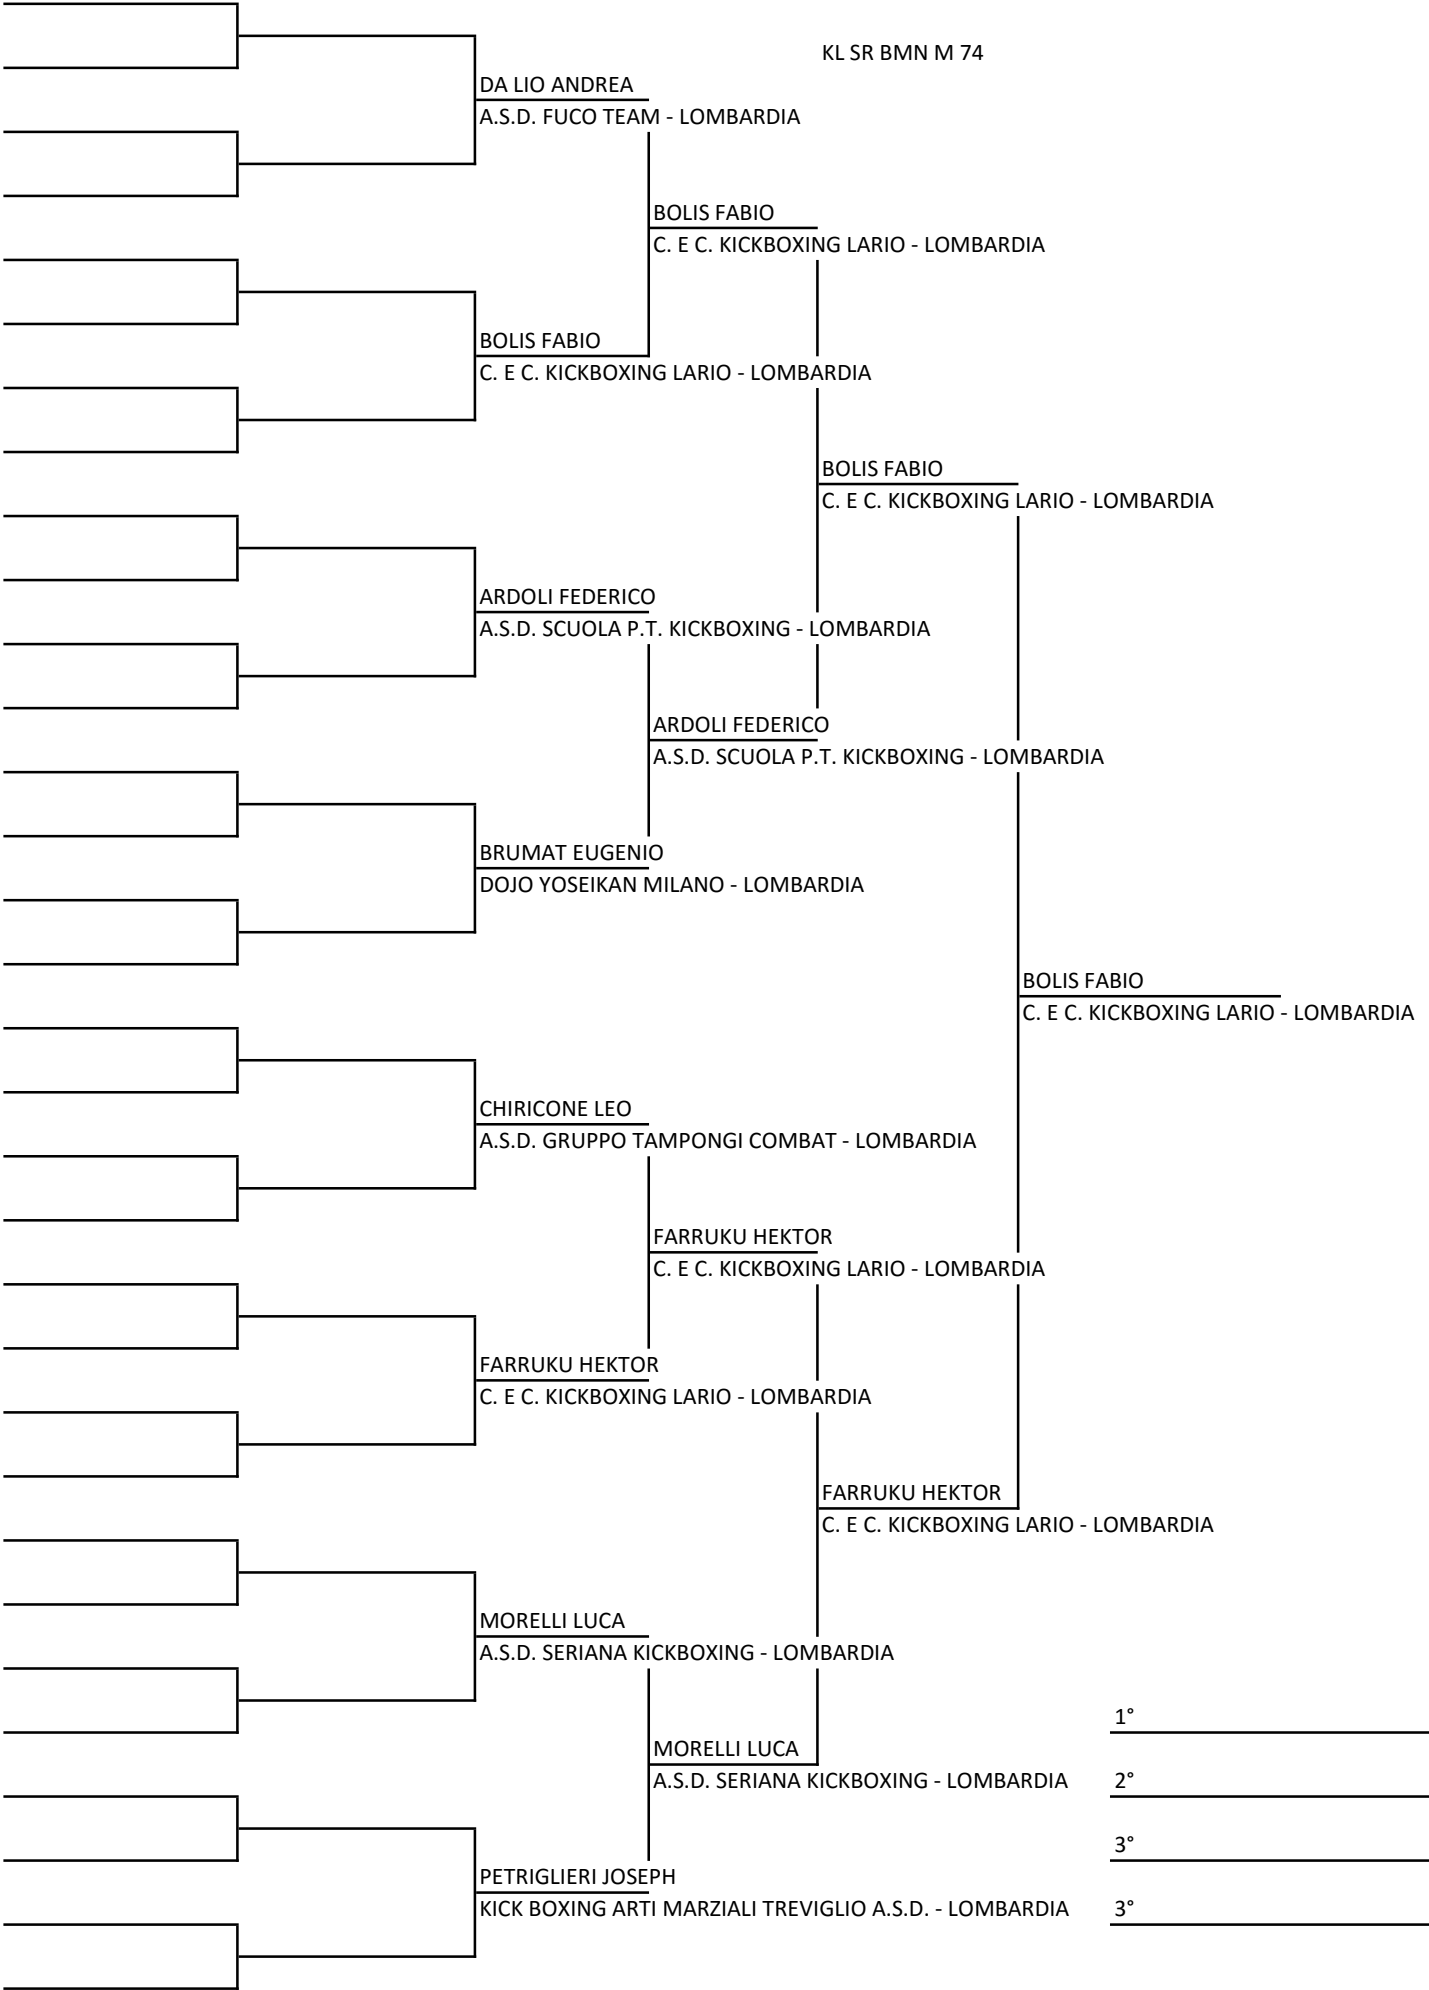 KL SR BMN M 74
DA LIO ANDREA
A.S.D. FUCO TEAM - LOMBARDIA
BOLIS FABIO
C. E C. KICKBOXING LARIO - LOMBARDIA
BOLIS FABIO
C. E C. KICKBOXING LARIO - LOMBARDIA
BOLIS FABIO
C. E C. KICKBOXING LARIO - LOMBARDIA
ARDOLI FEDERICO
A.S.D. SCUOLA P.T. KICKBOXING - LOMBARDIA
ARDOLI FEDERICO
A.S.D. SCUOLA P.T. KICKBOXING - LOMBARDIA
BRUMAT EUGENIO
DOJO YOSEIKAN MILANO - LOMBARDIA
BOLIS FABIO
C. E C. KICKBOXING LARIO - LOMBARDIA
CHIRICONE LEO
A.S.D. GRUPPO TAMPONGI COMBAT - LOMBARDIA
FARRUKU HEKTOR
C. E C. KICKBOXING LARIO - LOMBARDIA
FARRUKU HEKTOR
C. E C. KICKBOXING LARIO - LOMBARDIA
FARRUKU HEKTOR
C. E C. KICKBOXING LARIO - LOMBARDIA
MORELLI LUCA
A.S.D. SERIANA KICKBOXING - LOMBARDIA
1°
MORELLI LUCA
A.S.D. SERIANA KICKBOXING - LOMBARDIA
2°
3°
PETRIGLIERI JOSEPH
KICK BOXING ARTI MARZIALI TREVIGLIO A.S.D. - LOMBARDIA
3°